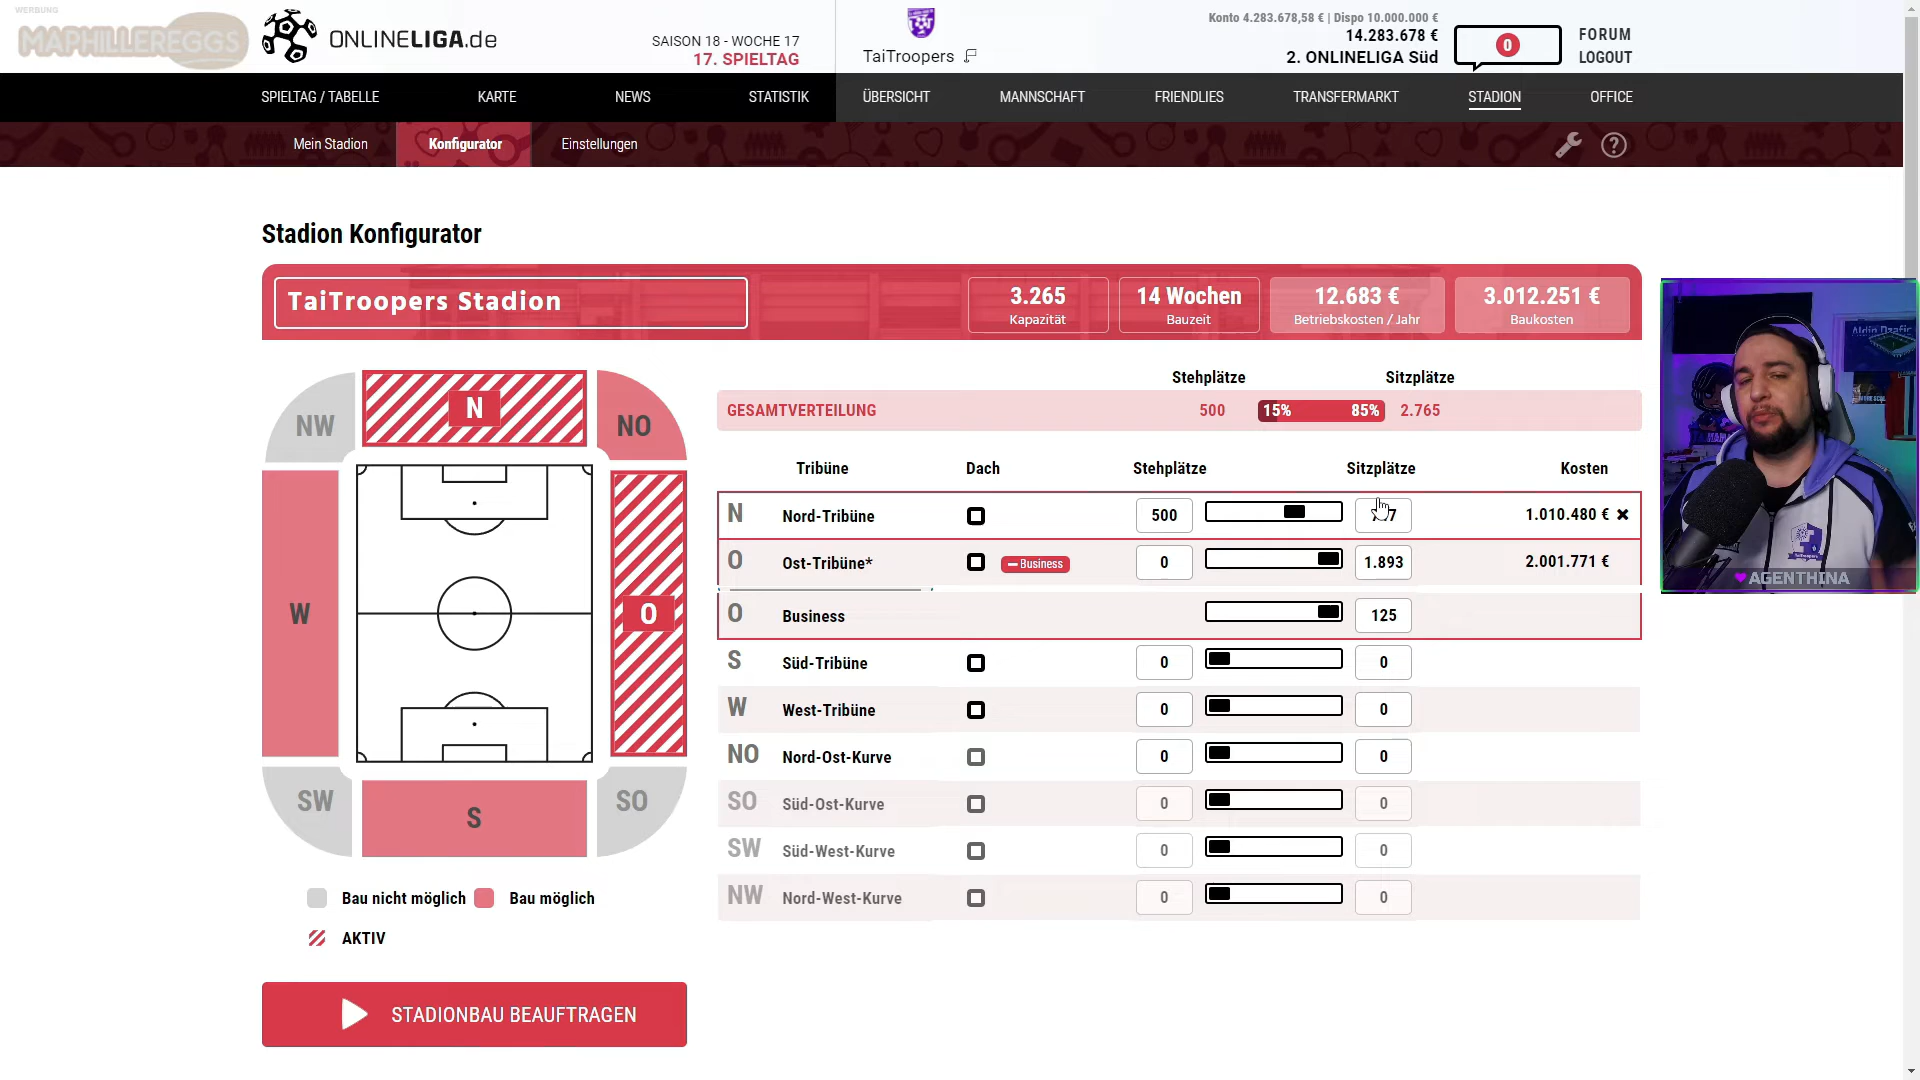 WERBUNG
MAPHILLEREGGS
ONLINELIGA.de
SAISON 18 - WOCHE 17
17. SPIELTAG
TaiTroopers
Konto 4.283.678,58 € | Dispo 10.000.000 €
14.283.678 €
2. ONLINELIGA Süd
0
FORUM
LOGOUT
SPIELTAG / TABELLE
KARTE
NEWS
STATISTIK
ÜBERSICHT
MANNSCHAFT
FRIENDLIES
TRANSFERMARKT
STADION
OFFICE
Mein Stadion
Konfigurator
Einstellungen
?
Stadion Konfigurator
TaiTroopers Stadion
3.265
Kapazität
14 Wochen
Bauzeit
12.683 €
Betriebskosten / Jahr
3.012.251 €
Baukosten
NW
N
NO
W
O
SW
S
SO
Bau nicht möglich
Bau möglich
AKTIV
STADIONBAU BEAUFTRAGEN
Stehplätze
Sitzplätze
GESAMTVERTEILUNG
500
15%
85%
2.765
Tribüne
Dach
Stehplätze
Sitzplätze
Kosten
N Nord-Tribüne 500 1.010.480 €
O Ost-Tribüne* Business 0 1.893 2.001.771 €
O Business 125
S Süd-Tribüne 0 0
W West-Tribüne 0 0
NO Nord-Ost-Kurve 0 0
SO Süd-Ost-Kurve 0 0
SW Süd-West-Kurve 0 0
NW Nord-West-Kurve 0 0
Aldin Dzafic
TaiTroopers
AGENTHINA